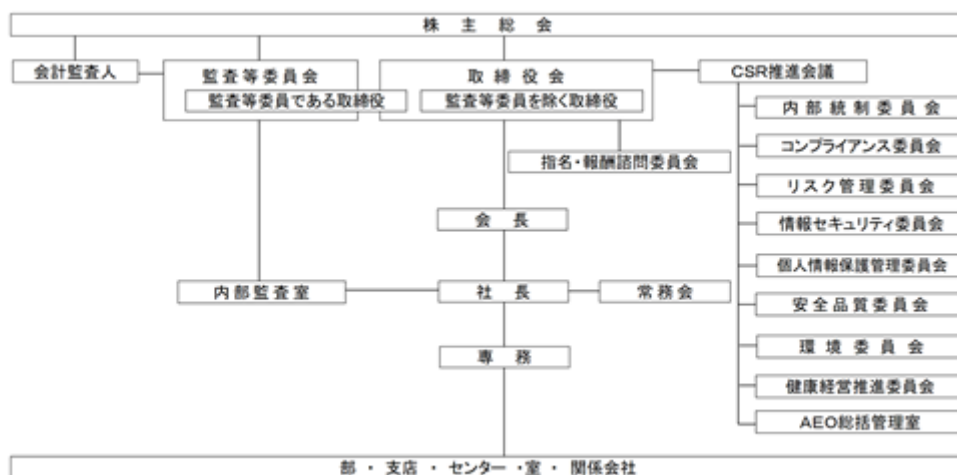 株主総会
会計監査人
監査等委員会
監査等委員である取締役
取締役会
監査等委員を除く取締役
CSR推進会議
内部統制委員会
コンプライアンス委員会
指名・報酬諮問委員会
リスク管理委員会
会長
情報セキュリティ委員会
個人情報保護管理委員会
内部監査室
社長
常務会
安全品質委員会
環境委員会
専務
健康経営推進委員会
AEO総括管理室
部・支店・センター・室・関係会社